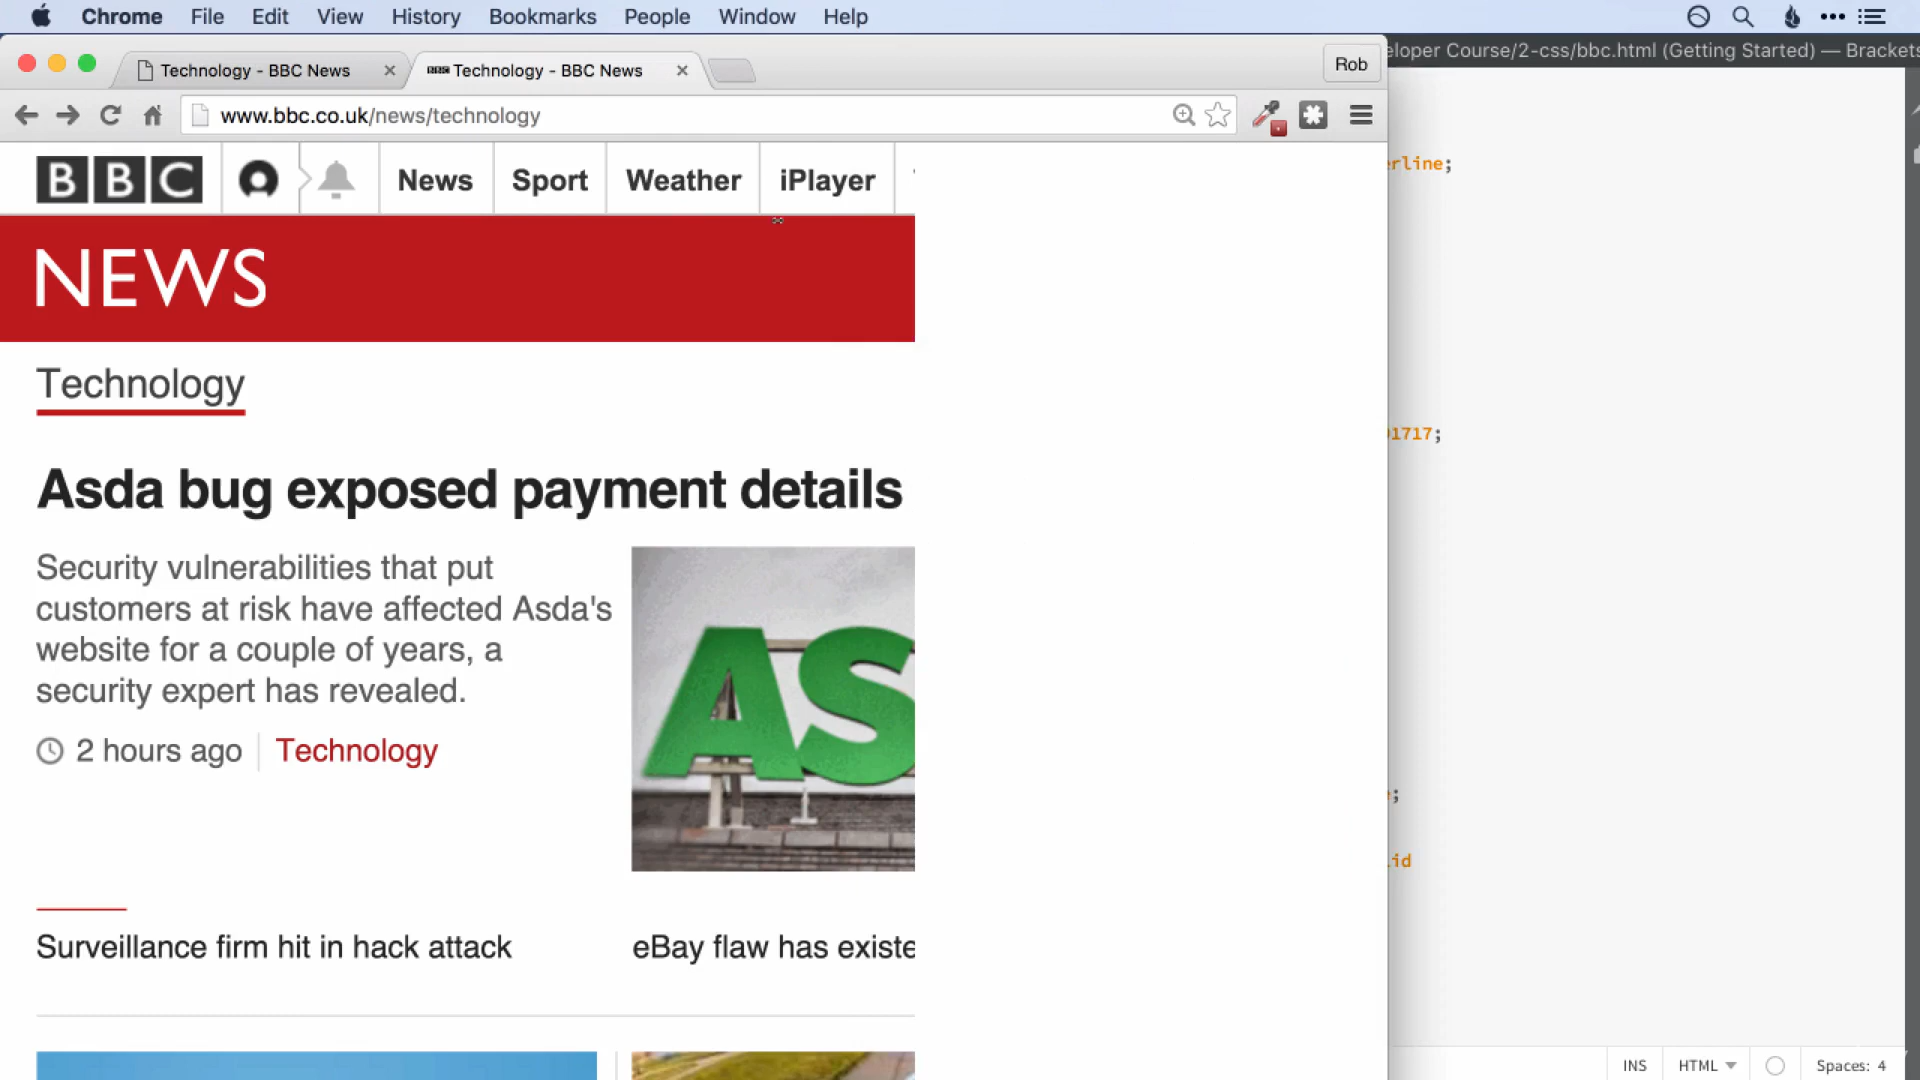 Chrome File Edit View History Bookmarks People Window Help
eloper Course/2-css/bbc.html (Getting Started) — Brackets
Technology - BBC News
BBC Technology - BBC News
Rob
www.bbc.co.uk/news/technology
BBC
News Sport Weather iPlayer
NEWS
Technology
Asda bug exposed payment details
Security vulnerabilities that put
customers at risk have affected Asda's
website for a couple of years, a
security expert has revealed.
2 hours ago Technology
AS
Surveillance firm hit in hack attack
eBay flaw has existe
erline;
1717;
;
id
INS HTML Spaces: 4